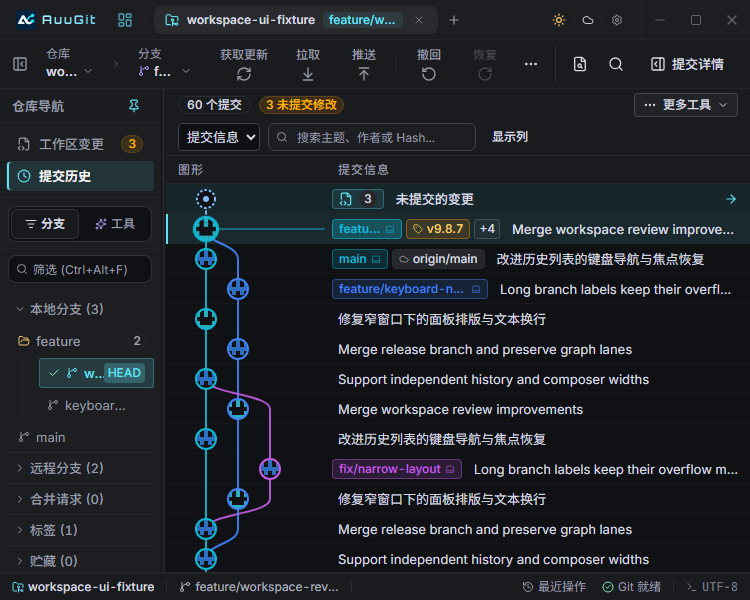 AuuGit
workspace-ui-fixture feature/w...
仓库
wo...
分支
f...
获取更新 拉取 推送 撤回 恢复
提交详情
仓库导航
工作区变更 3
提交历史
分支 工具
筛选 (Ctrl+Alt+F)
本地分支 (3)
feature 2
w... HEAD
keyboar...
main
远程分支 (2)
合并请求 (0)
标签 (1)
贮藏 (0)
60 个提交 3 未提交修改 更多工具
提交信息 搜索主题、作者或 Hash... 显示列
图形 提交信息
3 未提交的变更
featu... v9.8.7 +4 Merge workspace review improve...
main origin/main 改进历史列表的键盘导航与焦点恢复
feature/keyboard-n... Long branch labels keep their overfl...
修复窄窗口下的面板排版与文本换行
Merge release branch and preserve graph lanes
Support independent history and composer widths
Merge workspace review improvements
改进历史列表的键盘导航与焦点恢复
fix/narrow-layout Long branch labels keep their overflow m...
修复窄窗口下的面板排版与文本换行
Merge release branch and preserve graph lanes
Support independent history and composer widths
workspace-ui-fixture feature/workspace-rev... 最近操作 Git 就绪 UTF-8